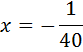 x = −1/40